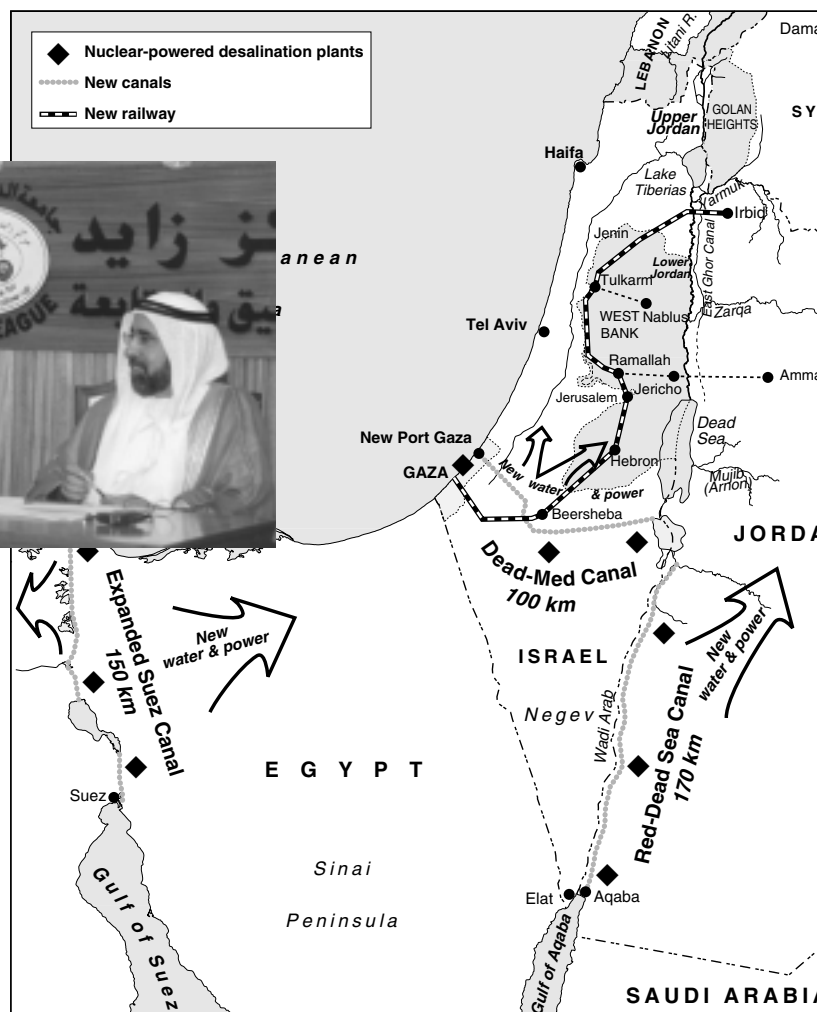 Nuclear-powered desalination plants
New canals
New railway
LEBANON
Litani R.
Dama
Upper
Jordan
GOLAN
HEIGHTS
SY
Haifa
Lake
Tiberias
Yarmuk
Irbid
Jenin
Lower
Jordan
East Ghor Canal
Tulkarm
WEST
BANK
Nablus
Zarqa
anean
Tel Aviv
Ramallah
Jericho
Amma
Jerusalem
Dead
Sea
New Port Gaza
GAZA
Hebron
New water & power
Mujib
(Arnon)
Beersheba
JORDA
Dead-Med Canal
100 km
Expanded Suez Canal
150 km
New
water & power
New
water & power
ISRAEL
Negev
Wadi Arab
Red-Dead Sea Canal
170 km
EGYPT
Suez
Sinai
Peninsula
Elat
Aqaba
Gulf of Suez
Gulf of Aqaba
SAUDI ARABIA
زايد
LEAGUE